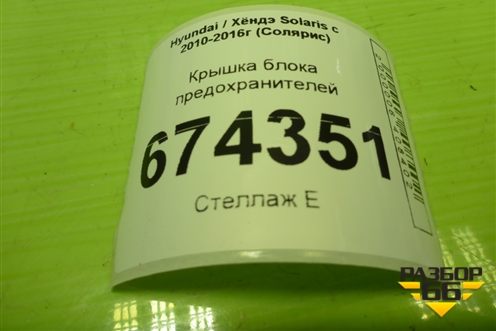 Hyundai / Хёндэ Solaris с
2010-2016г (Солярис)
Крышка блока
предохранителей
674351
Стеллаж Е
РАЗБОР
66